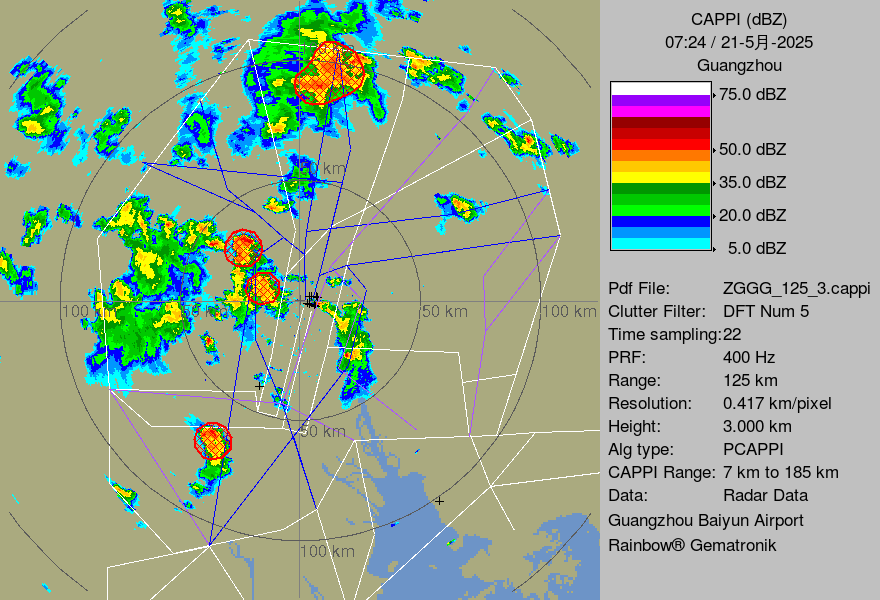 CAPPI (dBZ)
07:24 / 21-5月-2025
Guangzhou
75.0 dBZ
50.0 dBZ
35.0 dBZ
20.0 dBZ
5.0 dBZ
Pdf File: ZGGG_125_3.cappi
Clutter Filter: DFT Num 5
Time sampling:22
PRF: 400 Hz
Range: 125 km
Resolution: 0.417 km/pixel
Height: 3.000 km
Alg type: PCAPPI
CAPPI Range: 7 km to 185 km
Data: Radar Data
Guangzhou Baiyun Airport
Rainbow® Gematronik
km
100 km
50 km
100 km
50 km
100 km